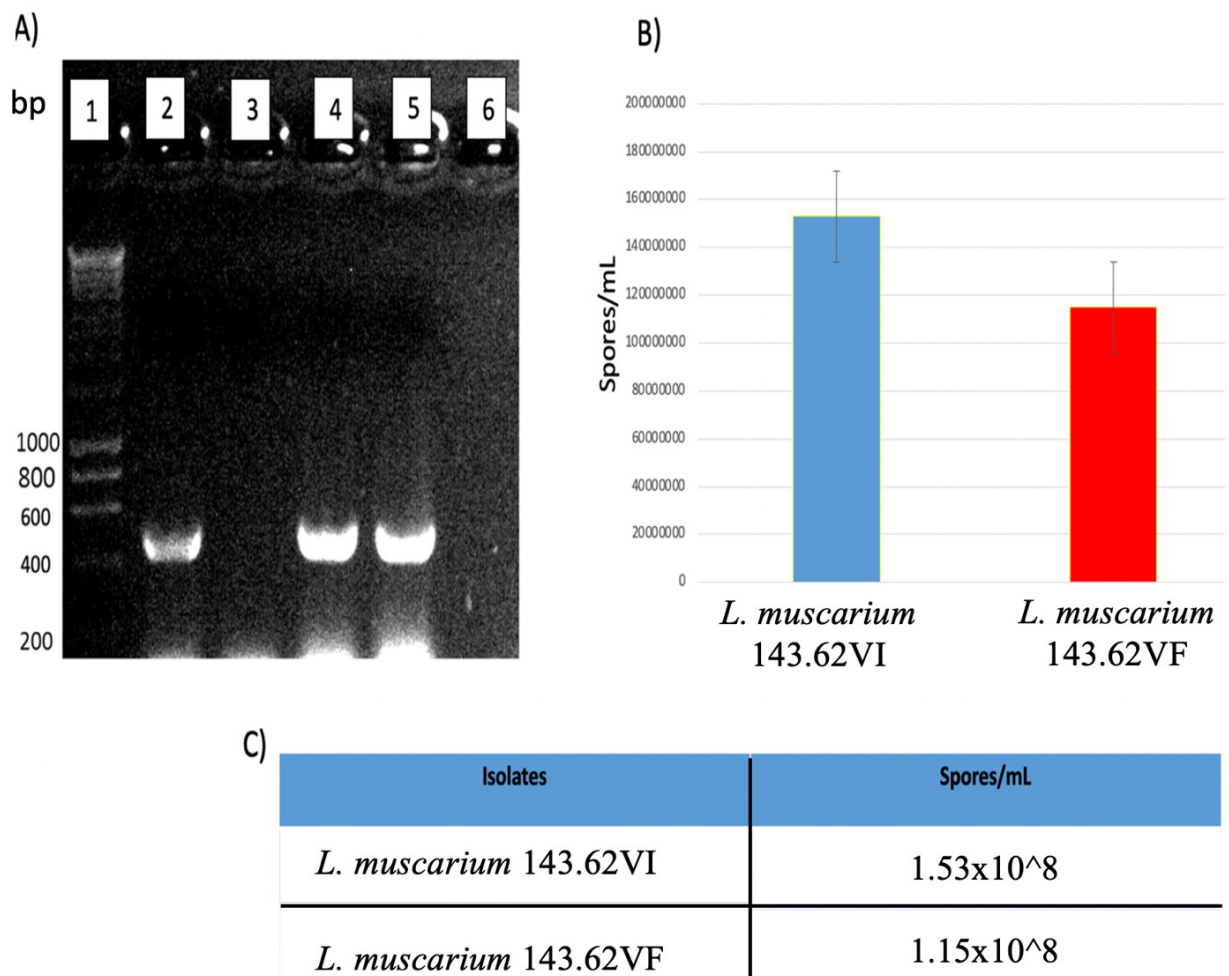 A)
bp
1 2 3 4 5 6
1000
800
600
400
200
B)
Spores/mL
200000000
180000000
160000000
140000000
120000000
100000000
80000000
60000000
40000000
20000000
0
L. muscarium
143.62VI
L. muscarium
143.62VF
C)
Isolates Spores/mL
L. muscarium 143.62VI 1.53x10^8
L. muscarium 143.62VF 1.15x10^8